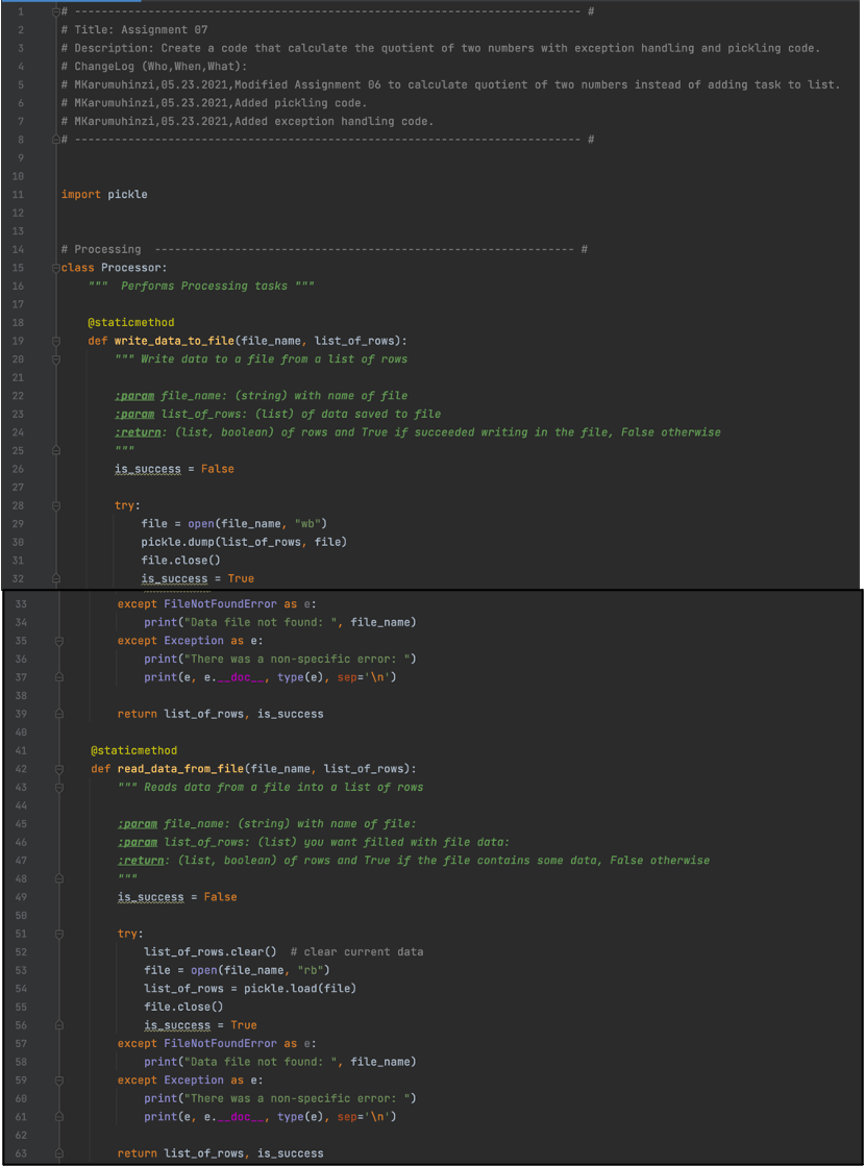 1 # ---------------------------------------------------------------------------- #
2 # Title: Assignment 07
3 # Description: Create a code that calculate the quotient of two numbers with exception handling and pickling code.
4 # ChangeLog (Who,When,What):
5 # MKarumuhinzi,05.23.2021,Modified Assignment 06 to calculate quotient of two numbers instead of adding task to list.
6 # MKarumuhinzi,05.23.2021,Added pickling code.
7 # MKarumuhinzi,05.23.2021,Added exception handling code.
8 # ---------------------------------------------------------------------------- #
9
10
11 import pickle
12
13
14 # Processing  --------------------------------------------------------------- #
15 class Processor:
16     """  Performs Processing tasks """
17
18     @staticmethod
19     def write_data_to_file(file_name, list_of_rows):
20         """ Write data to a file from a list of rows
21
22         :param file_name: (string) with name of file
23         :param list_of_rows: (list) of data saved to file
24         :return: (list, boolean) of rows and True if succeeded writing in the file, False otherwise
25         """
26         is_success = False
27
28         try:
29             file = open(file_name, "wb")
30             pickle.dump(list_of_rows, file)
31             file.close()
32             is_success = True
33         except FileNotFoundError as e:
34             print("Data file not found: ", file_name)
35         except Exception as e:
36             print("There was a non-specific error: ")
37             print(e, e.__doc__, type(e), sep='\n')
38
39         return list_of_rows, is_success
40
41     @staticmethod
42     def read_data_from_file(file_name, list_of_rows):
43         """ Reads data from a file into a list of rows
44
45         :param file_name: (string) with name of file:
46         :param list_of_rows: (list) you want filled with file data:
47         :return: (list, boolean) of rows and True if the file contains some data, False otherwise
48         """
49         is_success = False
50
51         try:
52             list_of_rows.clear()  # clear current data
53             file = open(file_name, "rb")
54             list_of_rows = pickle.load(file)
55             file.close()
56             is_success = True
57         except FileNotFoundError as e:
58             print("Data file not found: ", file_name)
59         except Exception as e:
60             print("There was a non-specific error: ")
61             print(e, e.__doc__, type(e), sep='\n')
62
63         return list_of_rows, is_success